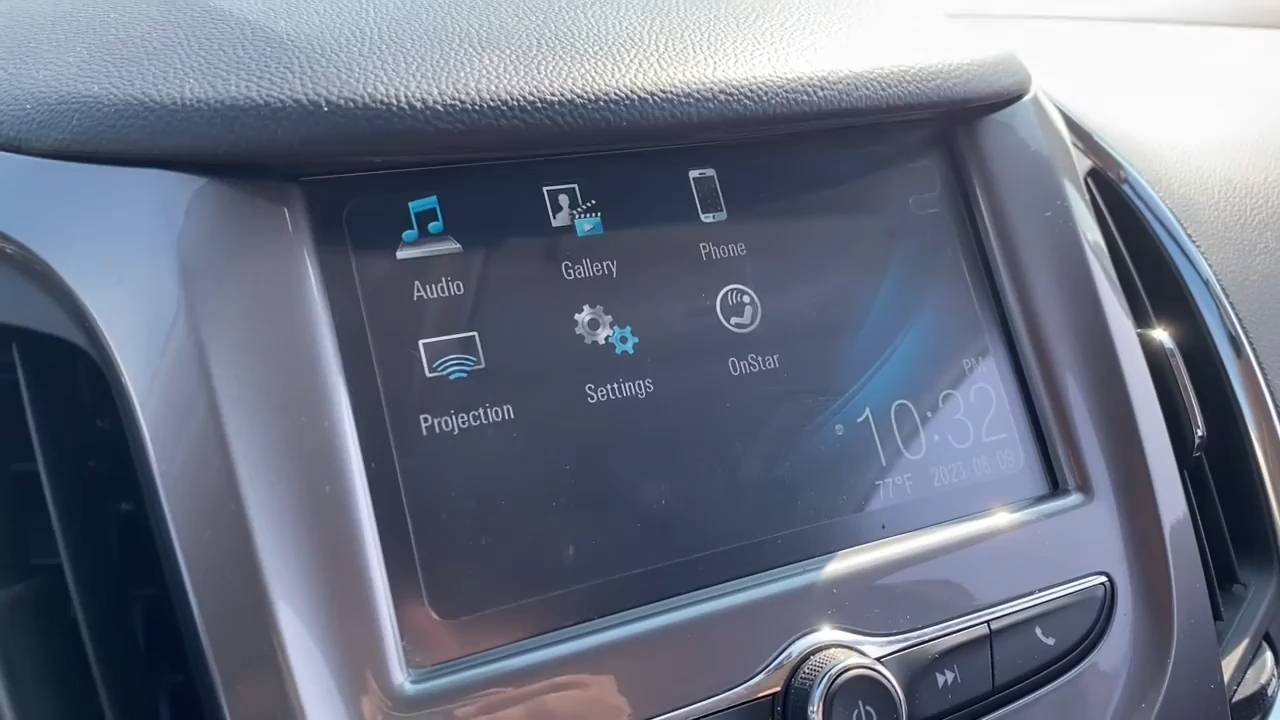 Audio
Gallery
Phone
Projection
Settings
OnStar
PM
10:32
77°F 2023 08 09